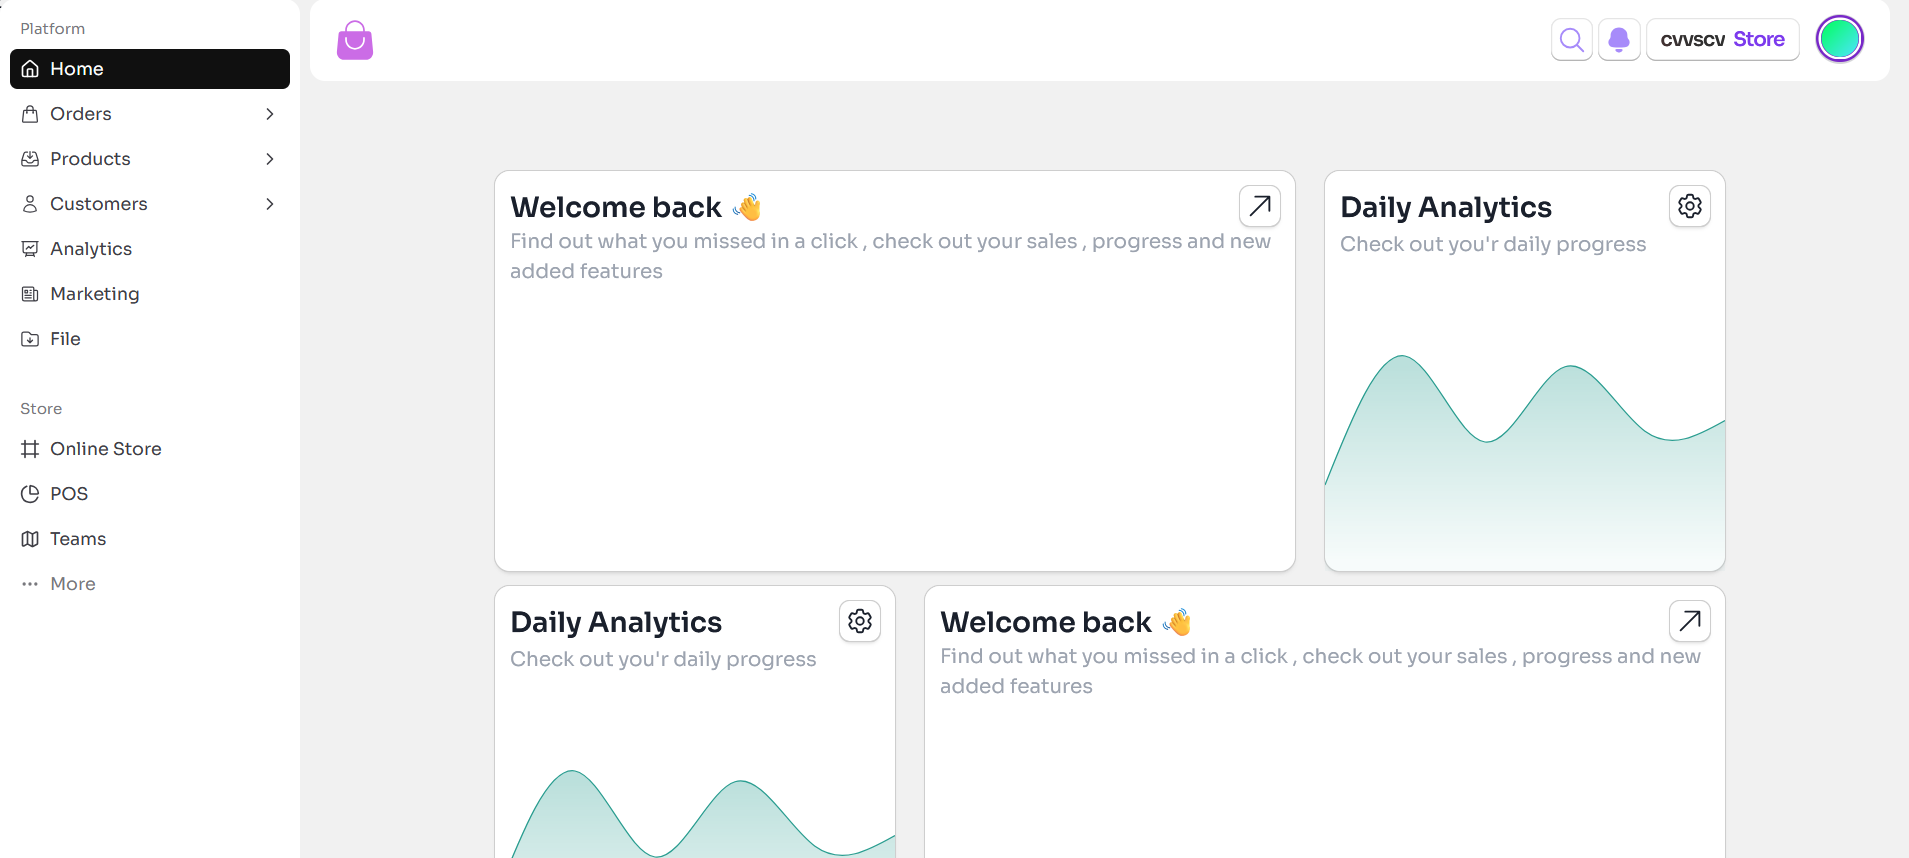 Platform
Home
Orders
Products
Customers
Analytics
Marketing
File
Store
Online Store
POS
Teams
More
cvvscv Store
Welcome back 👋
Find out what you missed in a click , check out your sales , progress and new
added features
Daily Analytics
Check out you'r daily progress
Daily Analytics
Check out you'r daily progress
Welcome back 👋
Find out what you missed in a click , check out your sales , progress and new
added features